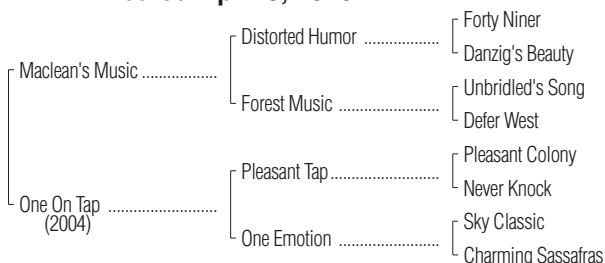 Forty Niner
Distorted Humor ..................
Danzig's Beauty
Maclean's Music .................
Unbridled's Song
Forest Music ........................
Defer West
Pleasant Colony
Pleasant Tap..........................
Never Knock
One On Tap ..........................
(2004)
Sky Classic
One Emotion ........................
Charming Sassafras